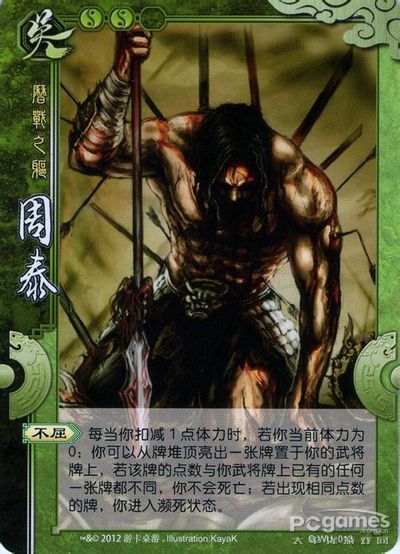 吴
历战之躯
周泰
不屈 每当你扣减1点体力时,若你当前体力为
0:你可以从牌堆顶亮出一张牌置于你的武将
牌上,若该牌的点数与你武将牌上已有的任何
一张牌都不同,你不会死亡;若出现相同点数
的牌,你进入濒死状态。
™&© 2012 游卡桌游 . Illustration:KayaK
PCgames